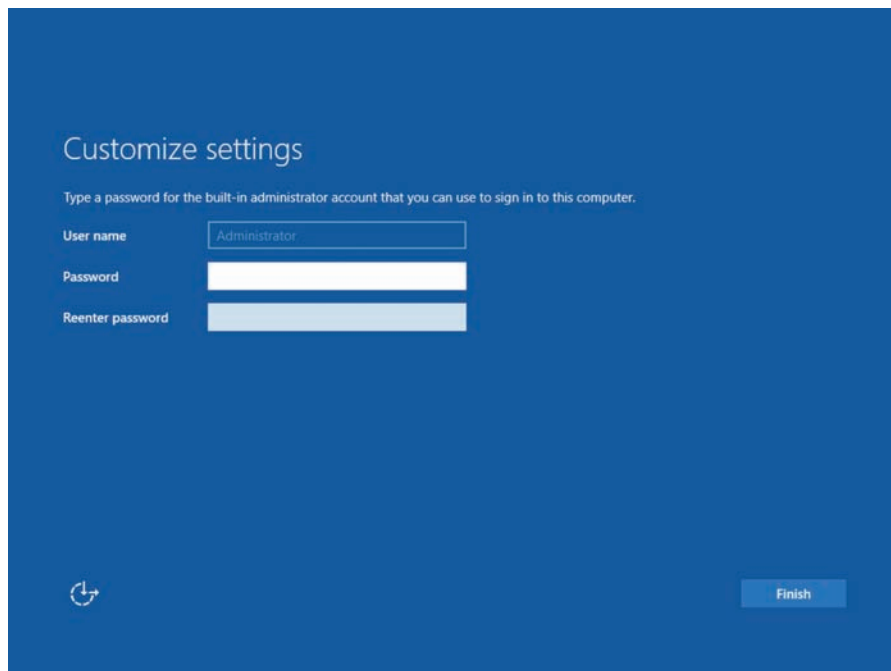 Customize settings
Type a password for the built-in administrator account that you can use to sign in to this computer.
User name Administrator
Password
Reenter password
Finish